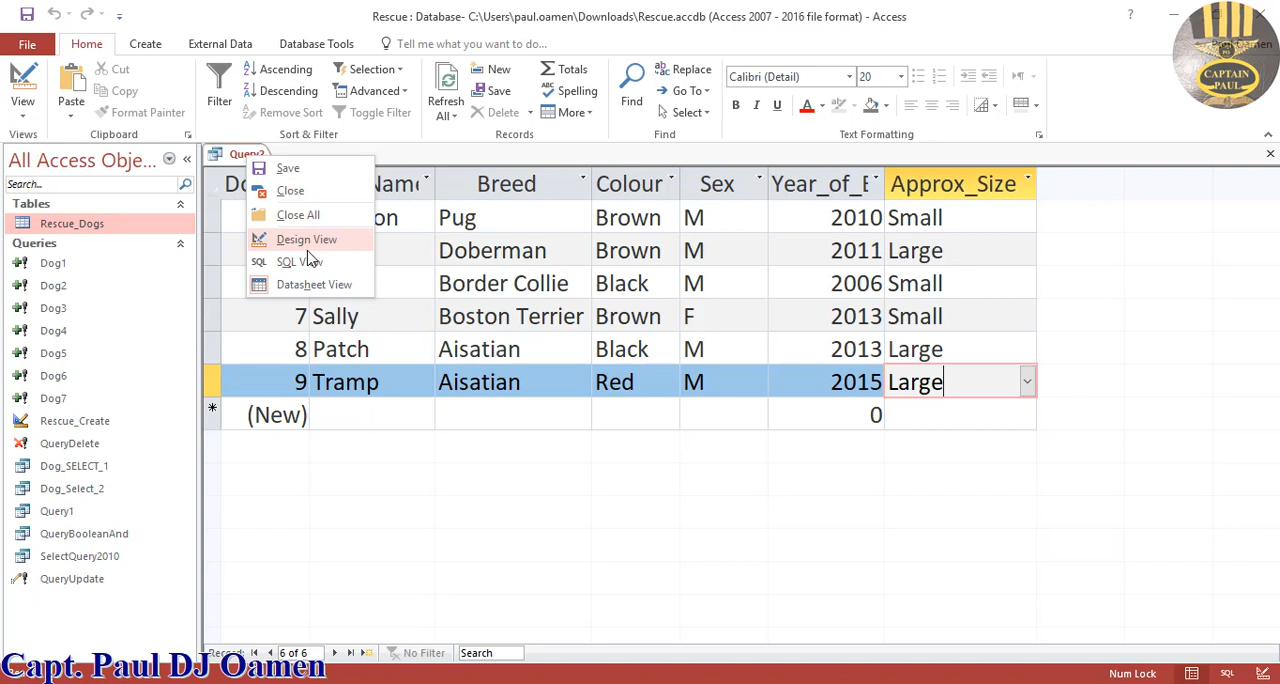 Rescue : Database- C:\Users\paul.oamen\Downloads\Rescue.accdb (Access 2007 - 2016 file format) - Access
?
File Home Create External Data Database Tools Tell me what you want to do...
CAPTAIN
PAUL
View
Views
Paste
Cut
Copy
Format Painter
Clipboard
Filter
Ascending
Descending
Remove Sort
Selection
Advanced
Toggle Filter
Sort & Filter
Refresh
All
New
Save
Delete
Totals
Spelling
More
Records
Find
Replace
Go To
Select
Find
Calibri (Detail) 20
B I U A
Text Formatting
All Access Obje...
Search...
Tables
Rescue_Dogs
Queries
Dog1
Dog2
Dog3
Dog4
Dog5
Dog6
Dog7
Rescue_Create
QueryDelete
Dog_SELECT_1
Dog_Select_2
Query1
QueryBooleanAnd
SelectQuery2010
QueryUpdate
Save
Close
Close All
Design View
SQL View
Datasheet View
Breed Colour Sex Year_of_E Approx_Size
on Pug Brown M 2010 Small
Doberman Brown M 2011 Large
Border Collie Black M 2006 Small
7 Sally Boston Terrier Brown F 2013 Small
8 Patch Aisatian Black M 2013 Large
9 Tramp Aisatian Red M 2015 Large
* (New) 0
Record: 6 of 6 No Filter Search
Capt. Paul DJ Oamen
Num Lock SQL